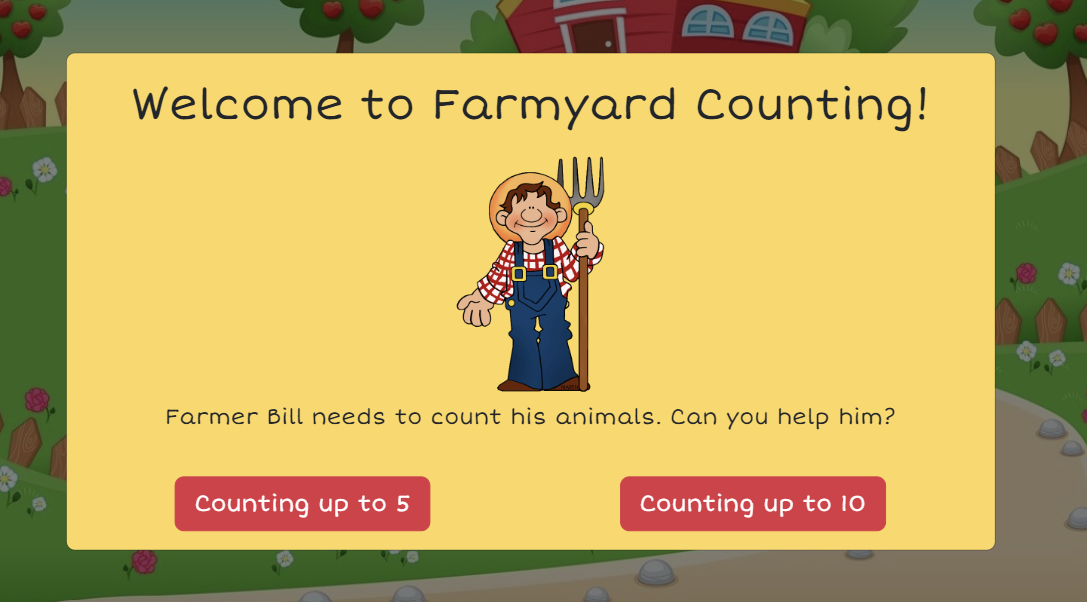 Welcome to Farmyard Counting!
Farmer Bill needs to count his animals. Can you help him?
Counting up to 5
Counting up to 10